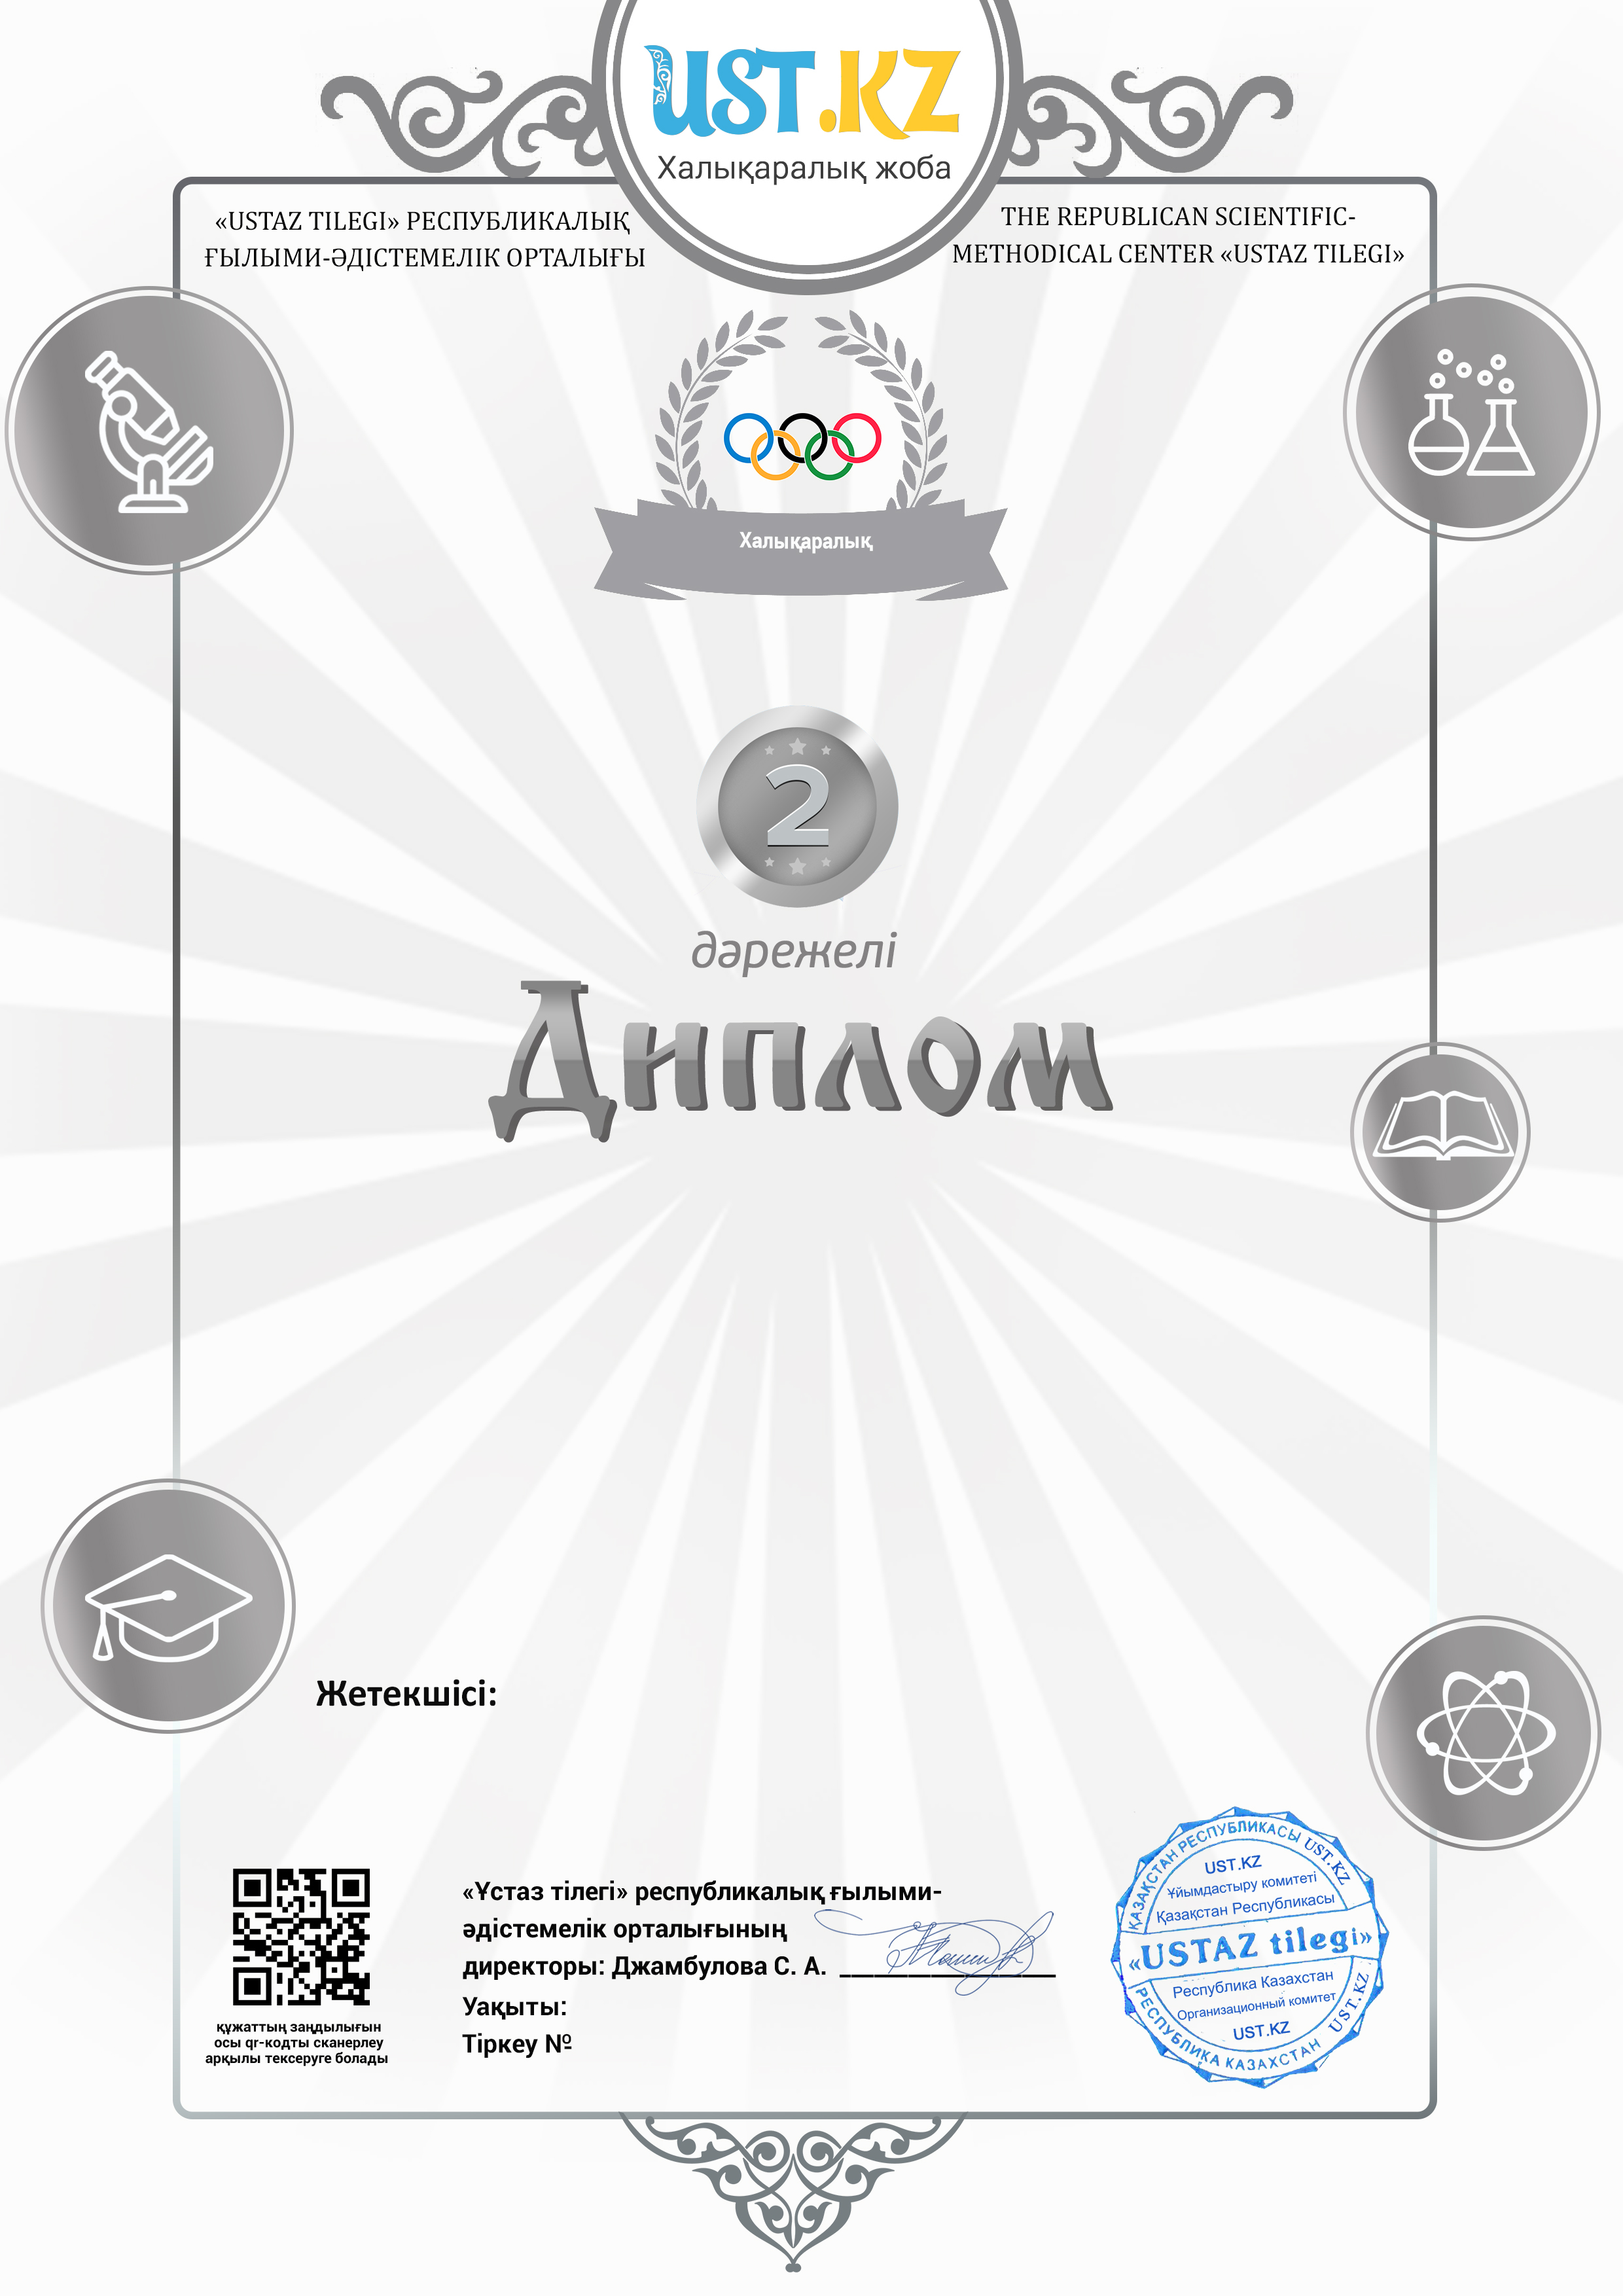 UST.KZ
Халықаралық жоба
«USTAZ TILEGI» РЕСПУБЛИКАЛЫҚ
ҒЫЛЫМИ-ӘДІСТЕМЕЛІК ОРТАЛЫҒЫ
THE REPUBLICAN SCIENTIFIC-
METHODICAL CENTER «USTAZ TILEGI»
Халықаралық
2
дәрежелі
Диплом
Жетекшісі:
құжаттың заңдылығын
осы qr-кодты сканерлеу
арқылы тексеруге болады
«Ұстаз тілегі» республикалық ғылыми-
әдістемелік орталығының
директоры: Джамбулова С. А.
Уақыты:
Тіркеу №
ҚАЗАҚСТАН РЕСПУБЛИКАСЫ UST.KZ
UST.KZ
Ұйымдастыру комитеті
Қазақстан Республикасы
«USTAZ tilegi»
Республика Казахстан
Организационный комитет
UST.KZ
РЕСПУБЛИКА КАЗАХСТАН UST.KZ